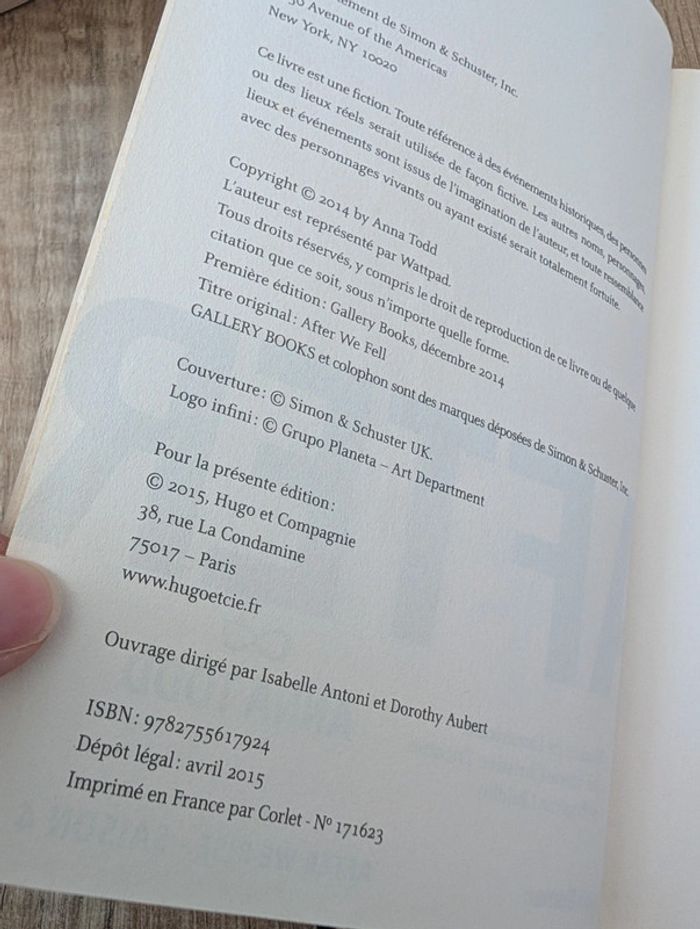 ement de Simon & Schuster, Inc.
Avenue of the Americas
New York, NY 10020
Ce livre est une fiction. Toute référence à des événements historiques, des personnes
ou des lieux réels serait utilisée de façon fictive. Les autres noms, personnages,
lieux et événements sont issus de l'imagination de l'auteur, et toute ressemblance
avec des personnages vivants ou ayant existé serait totalement fortuite.
Copyright © 2014 by Anna Todd
L'auteur est représenté par Wattpad.
Tous droits réservés, y compris le droit de reproduction de ce livre ou de quelque
citation que ce soit, sous n'importe quelle forme.
Première édition : Gallery Books, décembre 2014
Titre original : After We Fell
GALLERY BOOKS et colophon sont des marques déposées de Simon & Schuster, Inc.
Couverture : © Simon & Schuster UK.
Logo infini : © Grupo Planeta – Art Department
Pour la présente édition :
© 2015, Hugo et Compagnie
38, rue La Condamine
75017 – Paris
www.hugoetcie.fr
Ouvrage dirigé par Isabelle Antoni et Dorothy Aubert
ISBN : 9782755617924
Dépôt légal : avril 2015
Imprimé en France par Corlet - Nº 171623